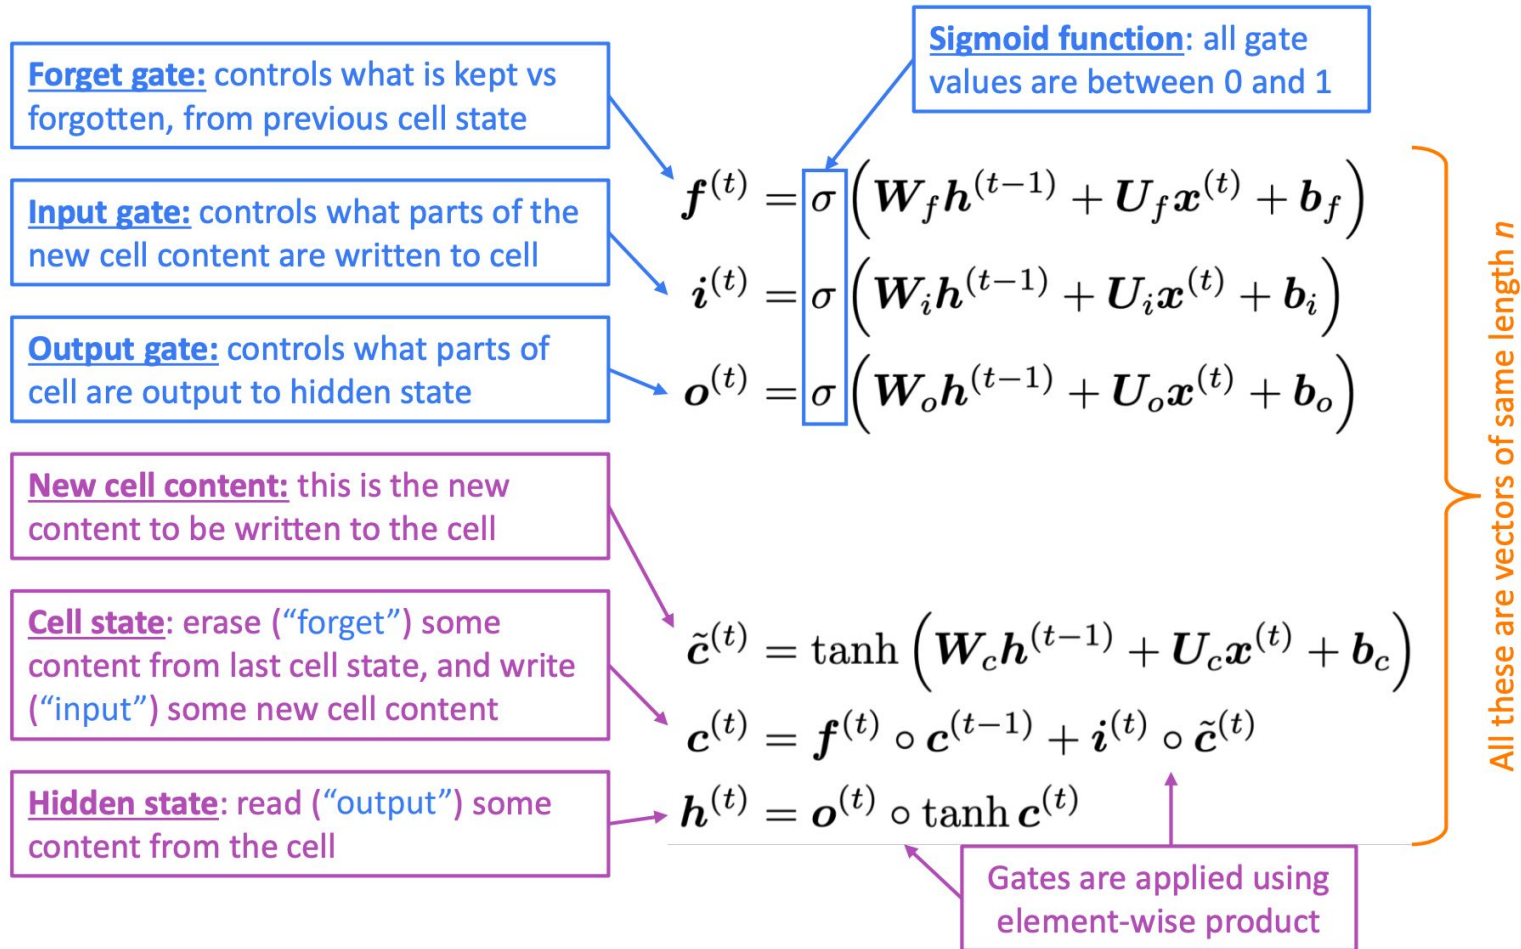 Sigmoid function: all gate
values are between 0 and 1
Forget gate: controls what is kept vs
forgotten, from previous cell state
Input gate: controls what parts of the
new cell content are written to cell
Output gate: controls what parts of
cell are output to hidden state
New cell content: this is the new
content to be written to the cell
Cell state: erase (“forget”) some
content from last cell state, and write
(“input”) some new cell content
Hidden state: read (“output”) some
content from the cell
f^(t) = σ(W_f h^(t−1) + U_f x^(t) + b_f)
i^(t) = σ(W_i h^(t−1) + U_i x^(t) + b_i)
o^(t) = σ(W_o h^(t−1) + U_o x^(t) + b_o)
c̃^(t) = tanh(W_c h^(t−1) + U_c x^(t) + b_c)
c^(t) = f^(t) ∘ c^(t−1) + i^(t) ∘ c̃^(t)
h^(t) = o^(t) ∘ tanh c^(t)
Gates are applied using
element-wise product
All these are vectors of same length n